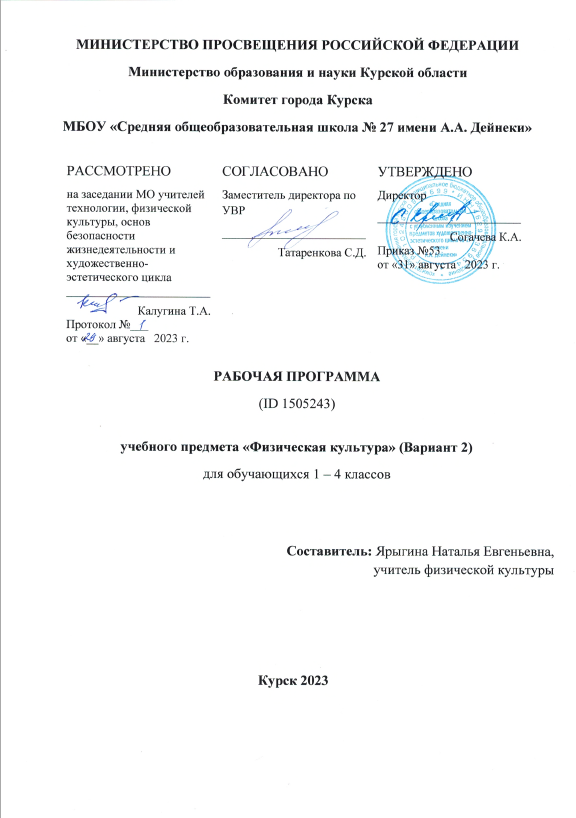 МИНИСТЕРСТВО ПРОСВЕЩЕНИЯ РОССИЙСКОЙ ФЕДЕРАЦИИ
Министерство образования и науки Курской области
Комитет города Курска
МБОУ «Средняя общеобразовательная школа № 27 имени А.А. Дейнеки»
РАССМОТРЕНО
на заседании МО учителей
технологии, физической
культуры, основ
безопасности
жизнедеятельности и
художественно-
эстетического цикла
Калугина Т.А.
Протокол № 1
от «29» августа 2023 г.
СОГЛАСОВАНО
Заместитель директора по
УВР
Татаренкова С.Д.
УТВЕРЖДЕНО
Директор
Согачева К.А.
Приказ №53
от «31» августа 2023 г.
РАБОЧАЯ ПРОГРАММА
(ID 1505243)
учебного предмета «Физическая культура» (Вариант 2)
для обучающихся 1 – 4 классов
Составитель: Ярыгина Наталья Евгеньевна,
учитель физической культуры
Курск 2023